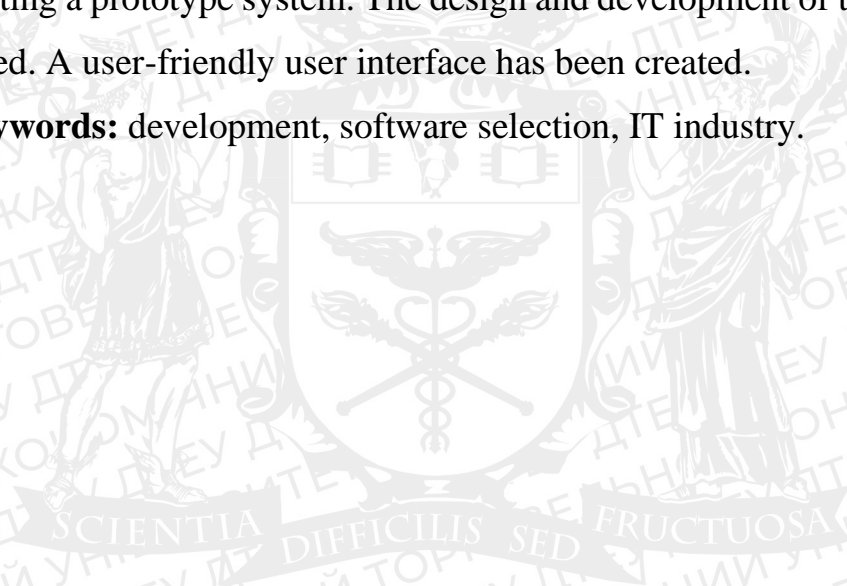 ting a prototype system. The design and development of t
ed. A user-friendly user interface has been created.
ywords: development, software selection, IT industry.
SCIENTIA DIFFICILIS SED FRUCTUOSA